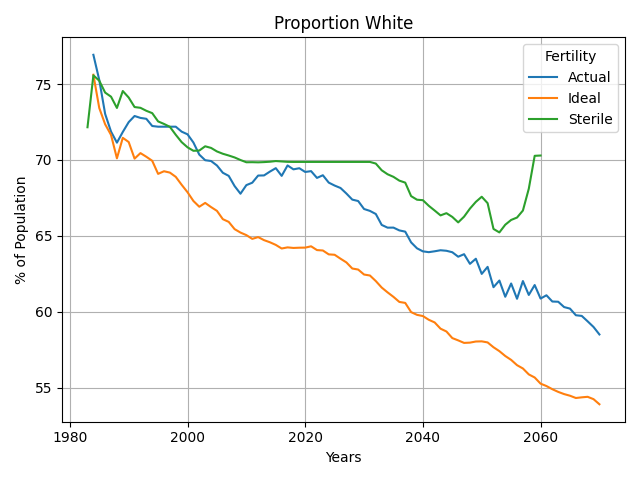 Proportion White
Fertility
Actual
Ideal
Sterile
% of Population
75
70
65
60
55
1980
2000
2020
2040
2060
Years